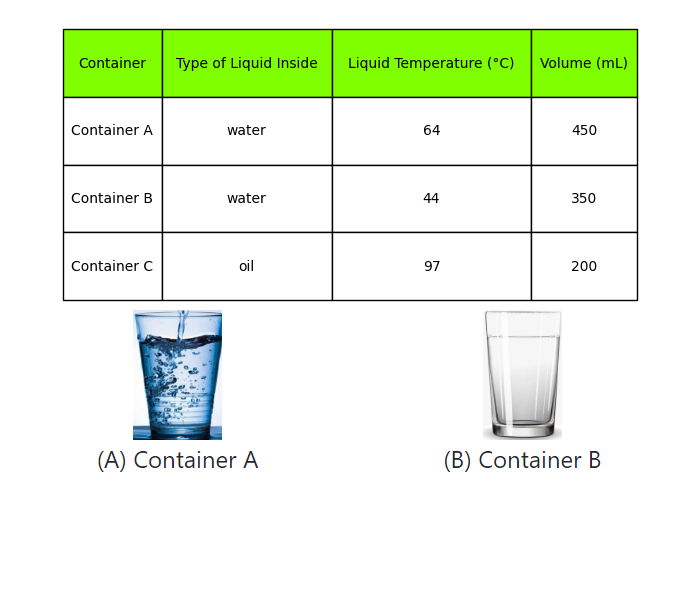 Container Type of Liquid Inside Liquid Temperature (°C) Volume (mL)
Container A water 64 450
Container B water 44 350
Container C oil 97 200
(A) Container A (B) Container B